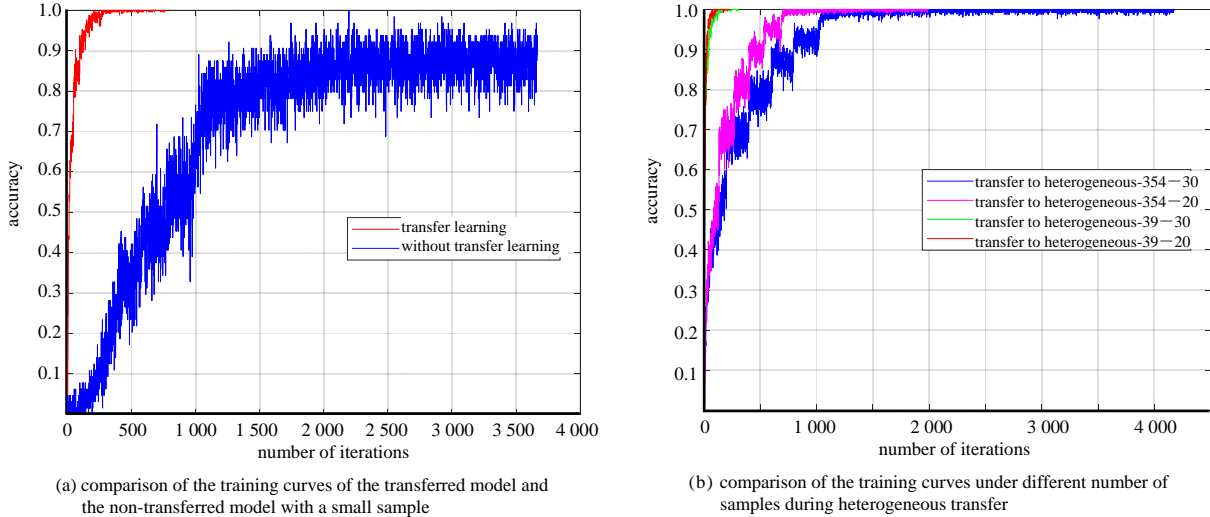 1.0
0.9
0.8
0.7
0.6
0.5
0.4
0.3
0.2
0.1
accuracy
transfer learning
without transfer learning
0 500 1 000 1 500 2 000 2 500 3 000 3 500 4 000
number of iterations
(a) comparison of the training curves of the transferred model and
the non-transferred model with a small sample
1.0
0.9
0.8
0.7
0.6
0.5
0.4
0.3
0.2
0.1
accuracy
transfer to heterogeneous-354－30
transfer to heterogeneous-354－20
transfer to heterogeneous-39－30
transfer to heterogeneous-39－20
0 1 000 2 000 3 000 4 000
number of iterations
(b) comparison of the training curves under different number of
samples during heterogeneous transfer